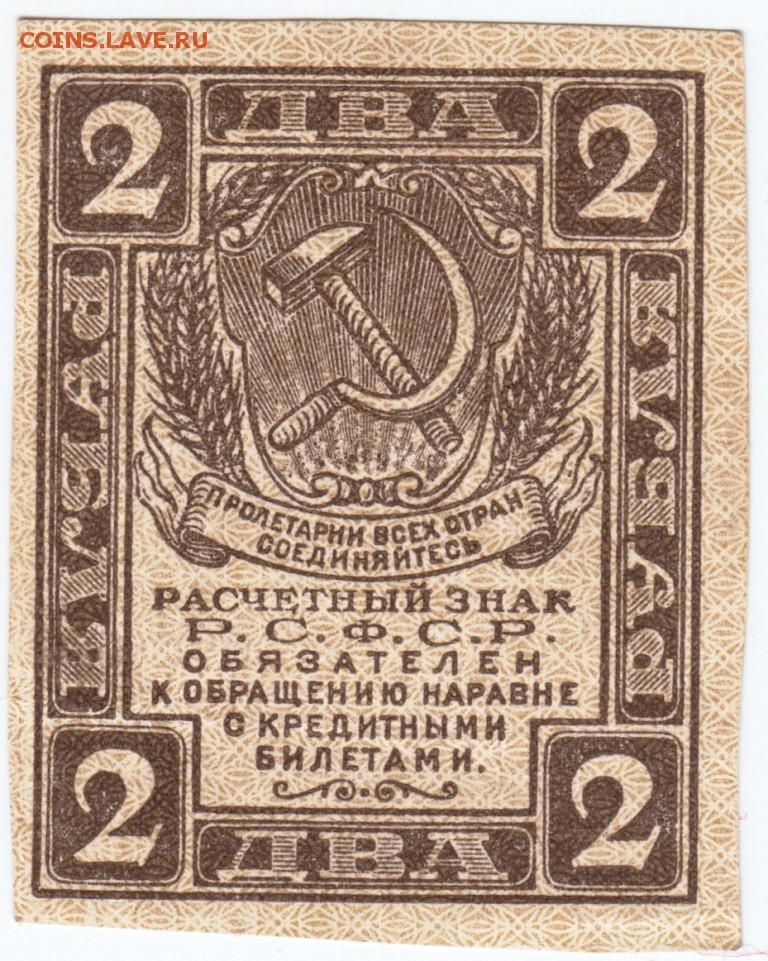 COINS.LAVE.RU
2 ДВА 2
РУБЛЯ
РУБЛЯ
ПРОЛЕТАРИИ ВСЕХ СТРАН
СОЕДИНЯЙТЕСЬ
РАСЧЕТНЫЙ ЗНАК
Р.С.Ф.С.Р.
ОБЯЗАТЕЛЕН
К ОБРАЩЕНИЮ НАРАВНЕ
С КРЕДИТНЫМИ
БИЛЕТАМИ.
2 ДВА 2